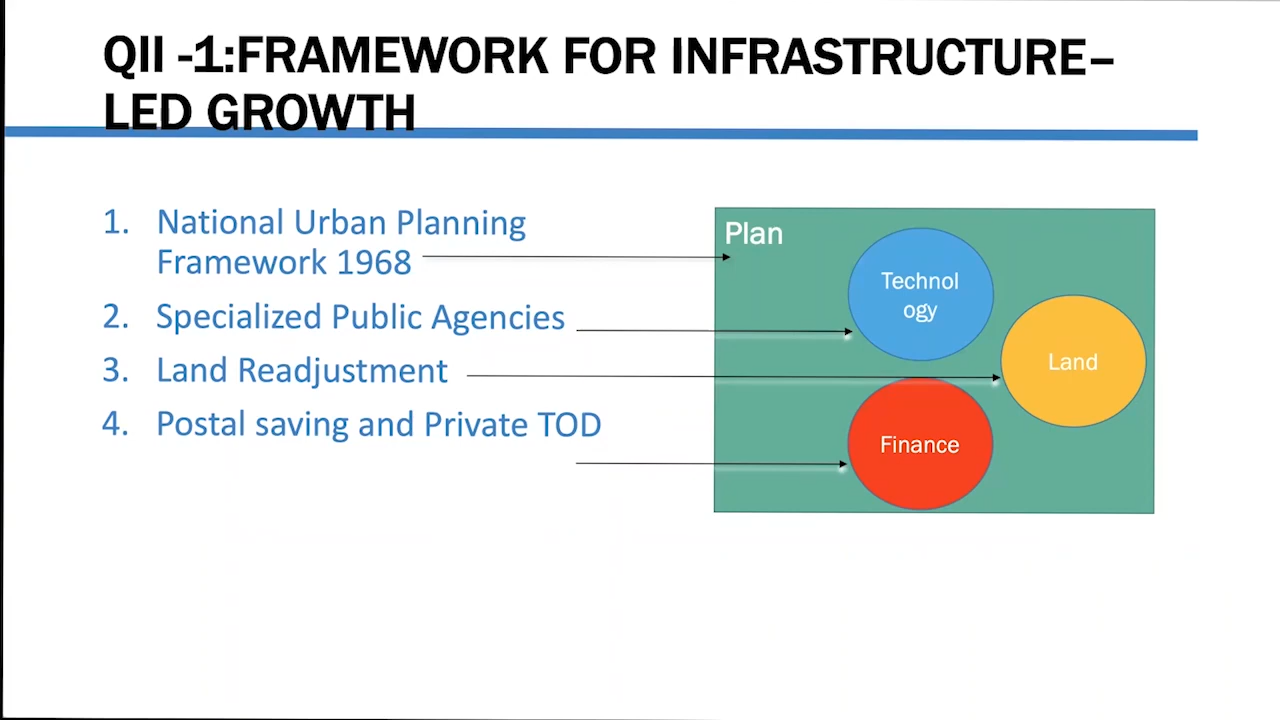 QII -1:FRAMEWORK FOR INFRASTRUCTURE–
LED GROWTH
1. National Urban Planning
Framework 1968
2. Specialized Public Agencies
3. Land Readjustment
4. Postal saving and Private TOD
Plan
Technol
ogy
Land
Finance